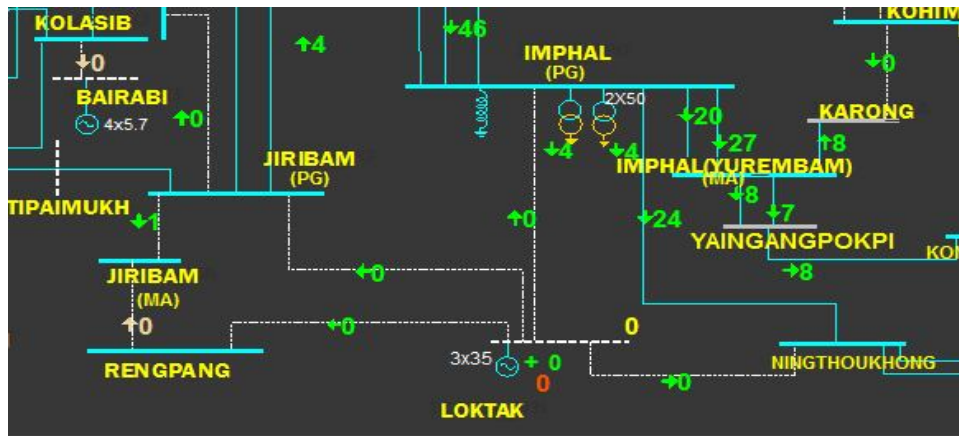 KOLASIB
↓0
BAIRABI
4x5.7
↑0
↑4
↓46
IMPHAL
(PG)
2X50
↓4
↓4
↓20
↓27
KOHIM
↓0
KARONG
↑8
IMPHAL(YUREMBAM)
(MA)
↓8
↓7
YAINGANGPOKPI
→8
KON
JIRIBAM
(PG)
TIPAIMUKH
↓1
JIRIBAM
(MA)
↑0
RENGPANG
←0
←0
↑0
↓24
0
3x35
+ 0
0
LOKTAK
→0
NINGTHOUKHONG